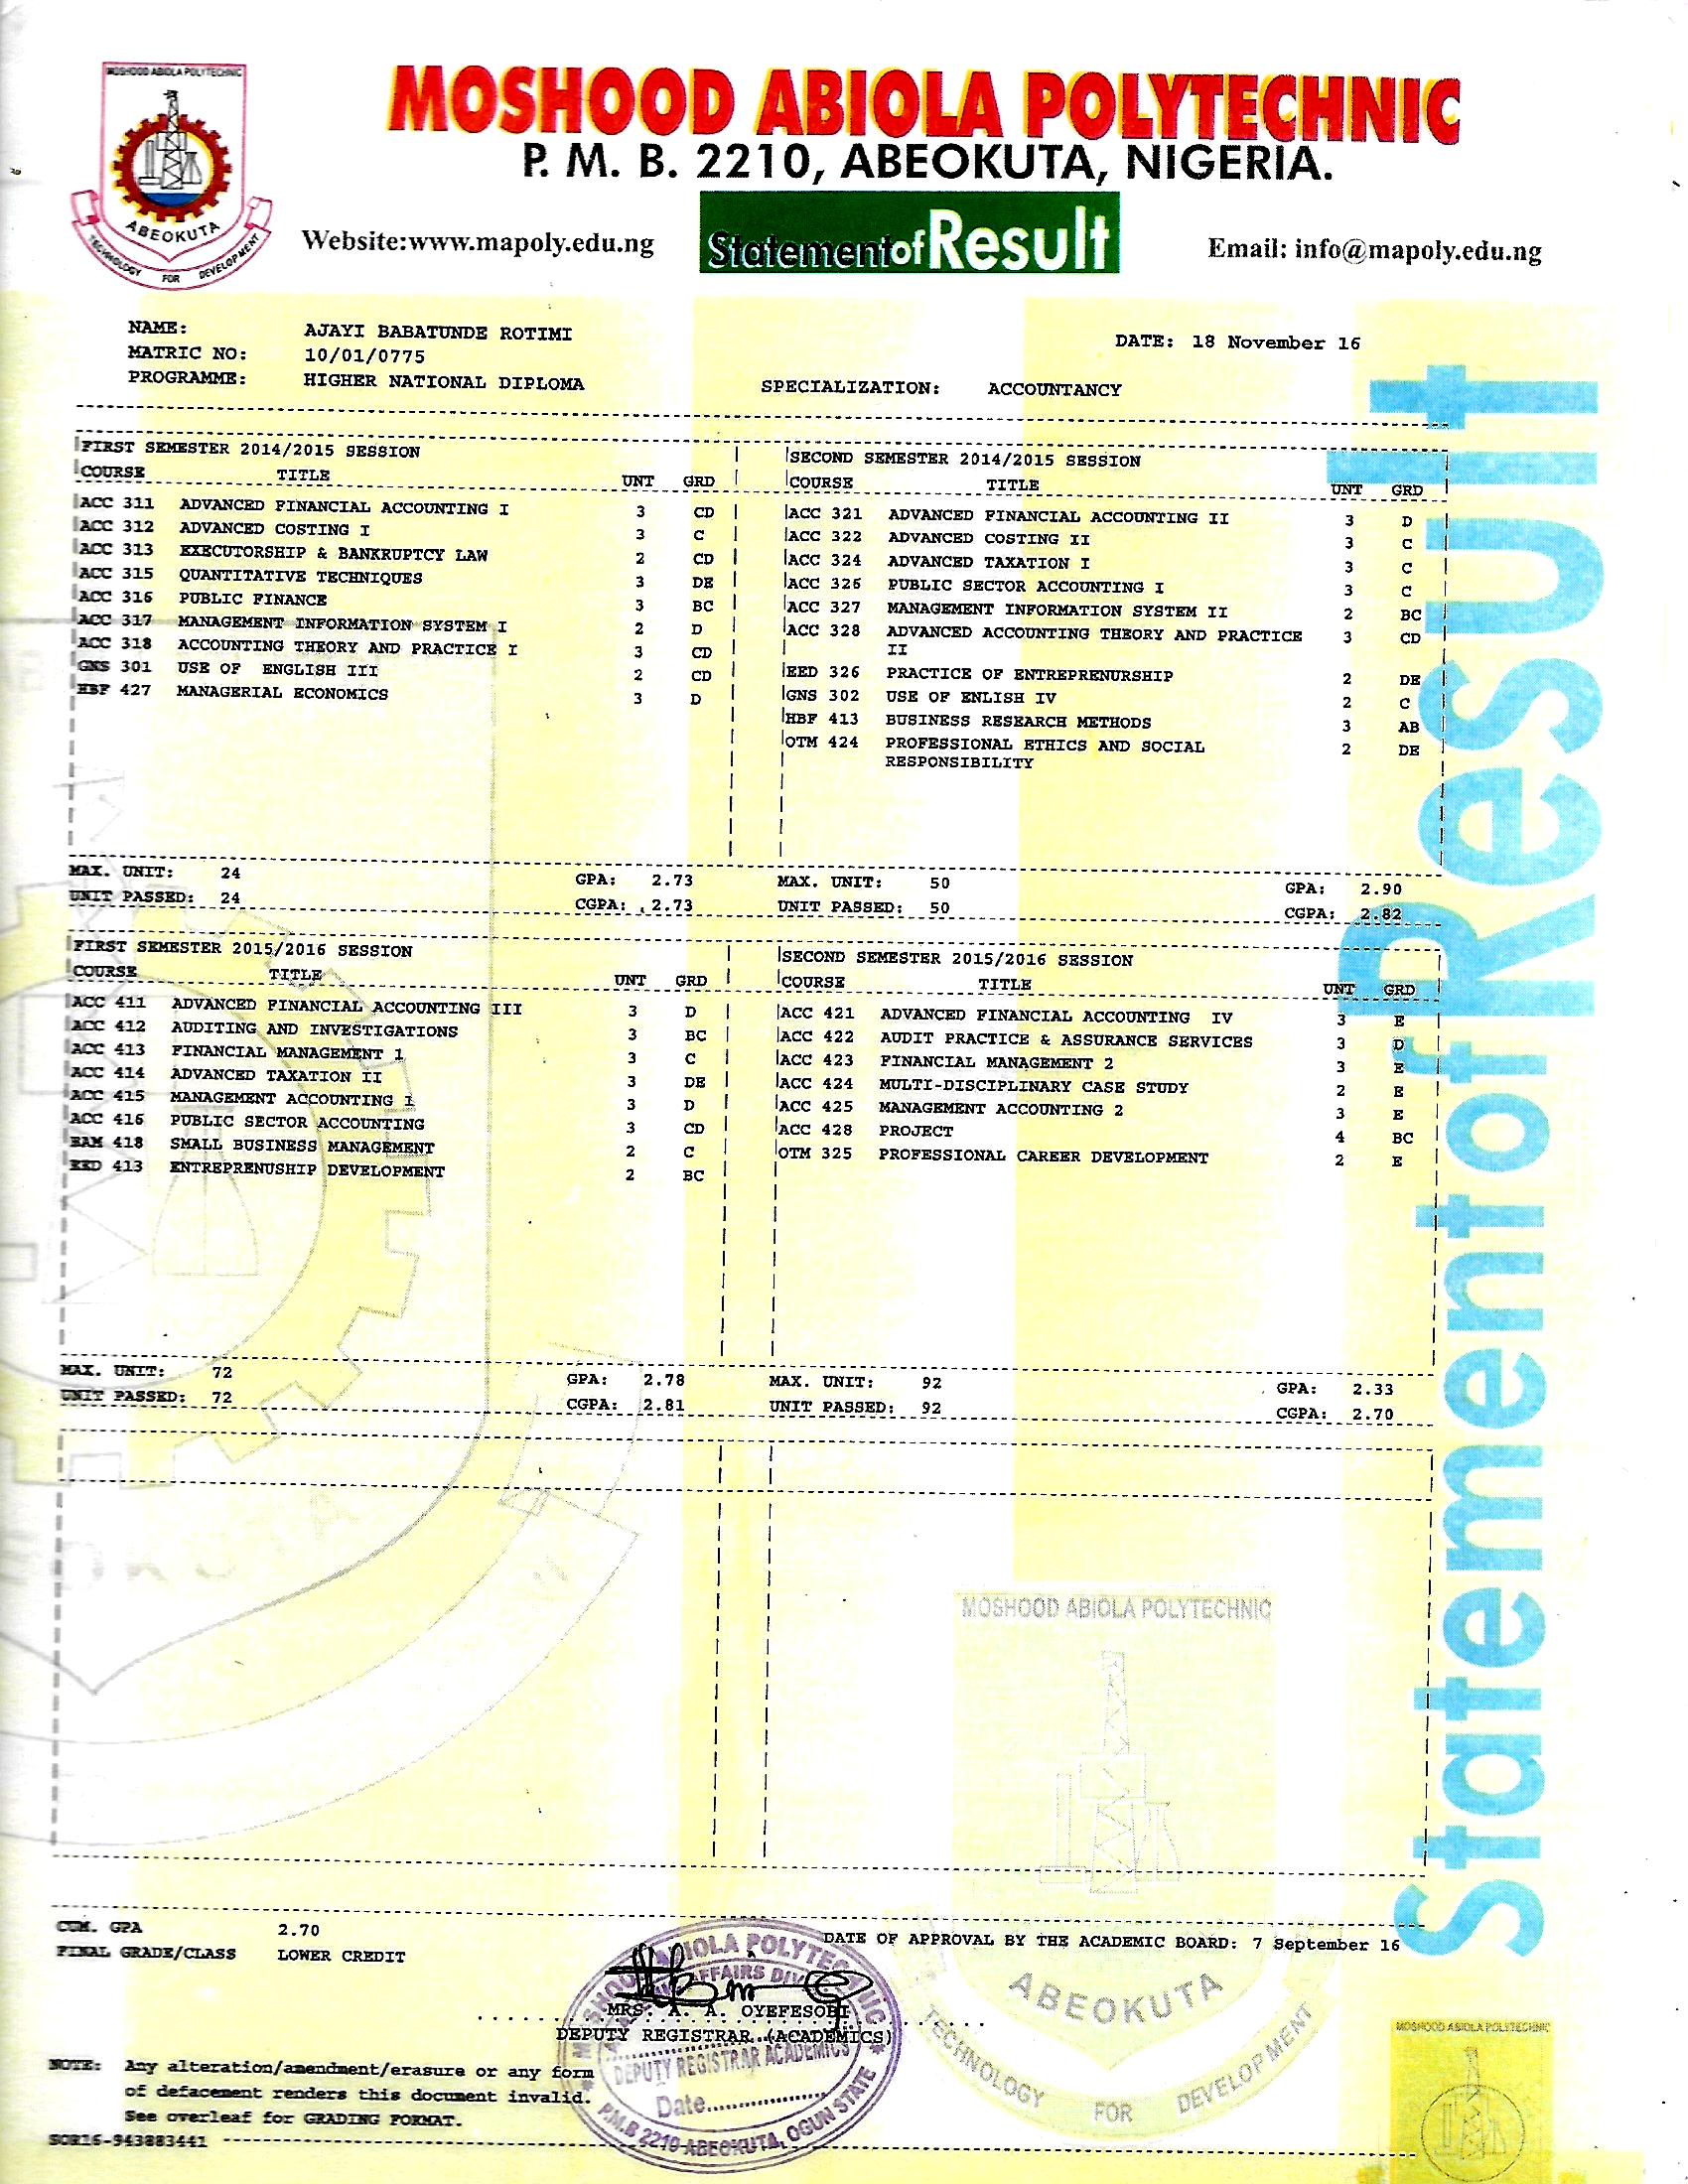 MOSHOOD ABIOLA POLYTECHNIC
ABEOKUTA
TECHNOLOGY FOR DEVELOPMENT
MOSHOOD ABIOLA POLYTECHNIC
P. M. B. 2210, ABEOKUTA, NIGERIA.
Website:www.mapoly.edu.ng
Statement of Result
Email: info@mapoly.edu.ng
NAME: AJAYI BABATUNDE ROTIMI
DATE: 18 November 16
MATRIC NO: 10/01/0775
PROGRAMME: HIGHER NATIONAL DIPLOMA
SPECIALIZATION: ACCOUNTANCY
FIRST SEMESTER 2014/2015 SESSION
COURSE TITLE UNT GRD
ACC 311 ADVANCED FINANCIAL ACCOUNTING I 3 CD
ACC 312 ADVANCED COSTING I 3 C
ACC 313 EXECUTORSHIP & BANKRUPTCY LAW 2 CD
ACC 315 QUANTITATIVE TECHNIQUES 3 DE
ACC 316 PUBLIC FINANCE 3 BC
ACC 317 MANAGEMENT INFORMATION SYSTEM I 2 D
ACC 318 ACCOUNTING THEORY AND PRACTICE I 3 CD
GNS 301 USE OF ENGLISH III 2 CD
HBF 427 MANAGERIAL ECONOMICS 3 D
MAX. UNIT: 24 GPA: 2.73
UNIT PASSED: 24 CGPA: 2.73
SECOND SEMESTER 2014/2015 SESSION
COURSE TITLE UNT GRD
ACC 321 ADVANCED FINANCIAL ACCOUNTING II 3 D
ACC 322 ADVANCED COSTING II 3 C
ACC 324 ADVANCED TAXATION I 3 C
ACC 326 PUBLIC SECTOR ACCOUNTING I 3 C
ACC 327 MANAGEMENT INFORMATION SYSTEM II 2 BC
ACC 328 ADVANCED ACCOUNTING THEORY AND PRACTICE 3 CD
II
EED 326 PRACTICE OF ENTREPRENURSHIP 2 DE
GNS 302 USE OF ENLISH IV 2 C
HBF 413 BUSINESS RESEARCH METHODS 3 AB
OTM 424 PROFESSIONAL ETHICS AND SOCIAL 2 DE
RESPONSIBILITY
MAX. UNIT: 50 GPA: 2.90
UNIT PASSED: 50 CGPA: 2.82
FIRST SEMESTER 2015/2016 SESSION
COURSE TITLE UNT GRD
ACC 411 ADVANCED FINANCIAL ACCOUNTING III 3 D
ACC 412 AUDITING AND INVESTIGATIONS 3 BC
ACC 413 FINANCIAL MANAGEMENT 1 3 C
ACC 414 ADVANCED TAXATION II 3 DE
ACC 415 MANAGEMENT ACCOUNTING 1 3 D
ACC 416 PUBLIC SECTOR ACCOUNTING 3 CD
BAM 418 SMALL BUSINESS MANAGEMENT 2 C
EED 413 ENTREPRENUSHIP DEVELOPMENT 2 BC
MAX. UNIT: 72 GPA: 2.78
UNIT PASSED: 72 CGPA: 2.81
SECOND SEMESTER 2015/2016 SESSION
COURSE TITLE UNT GRD
ACC 421 ADVANCED FINANCIAL ACCOUNTING IV 3 E
ACC 422 AUDIT PRACTICE & ASSURANCE SERVICES 3 D
ACC 423 FINANCIAL MANAGEMENT 2 3 E
ACC 424 MULTI-DISCIPLINARY CASE STUDY 2 E
ACC 425 MANAGEMENT ACCOUNTING 2 3 E
ACC 428 PROJECT 4 BC
OTM 325 PROFESSIONAL CAREER DEVELOPMENT 2 E
MAX. UNIT: 92 GPA: 2.33
UNIT PASSED: 92 CGPA: 2.70
Statement of Result
MOSHOOD ABIOLA POLYTECHNIC
ABEOKUTA
TECHNOLOGY FOR DEVELOPMENT
CUM. GPA 2.70
FINAL GRADE/CLASS LOWER CREDIT
DATE OF APPROVAL BY THE ACADEMIC BOARD: 7 September 16
MRS. A. A. OYEFESOBI
DEPUTY REGISTRAR (ACADEMICS)
DEPUTY REGISTRAR ACADEMICS
Date
P.M.B 2210 ABEOKUTA, OGUN STATE
NOTE: Any alteration/amendment/erasure or any form
of defacement renders this document invalid.
See overleaf for GRADING FORMAT.
SOR16-943883441
MOSHOOD ABIOLA POLYTECHNIC